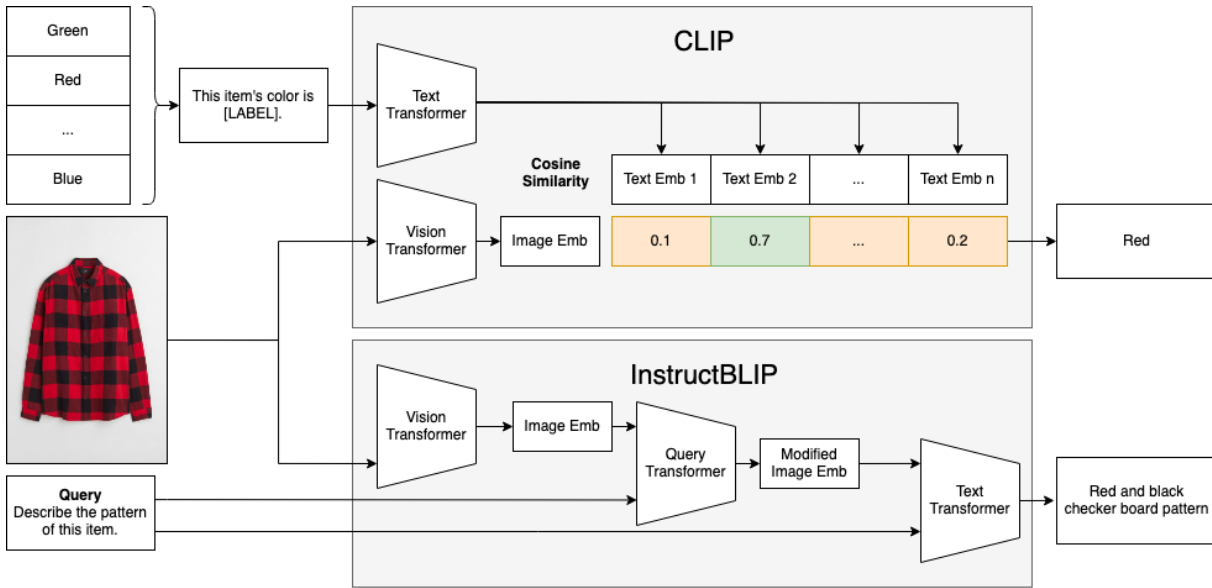 Green
Red
...
Blue
This item's color is
[LABEL].
CLIP
Text
Transformer
Cosine
Similarity
Text Emb 1
Text Emb 2
...
Text Emb n
Vision
Transformer
Image Emb
0.1
0.7
...
0.2
Red
InstructBLIP
Vision
Transformer
Image Emb
Query
Transformer
Modified
Image Emb
Text
Transformer
Query
Describe the pattern
of this item.
Red and black
checker board pattern